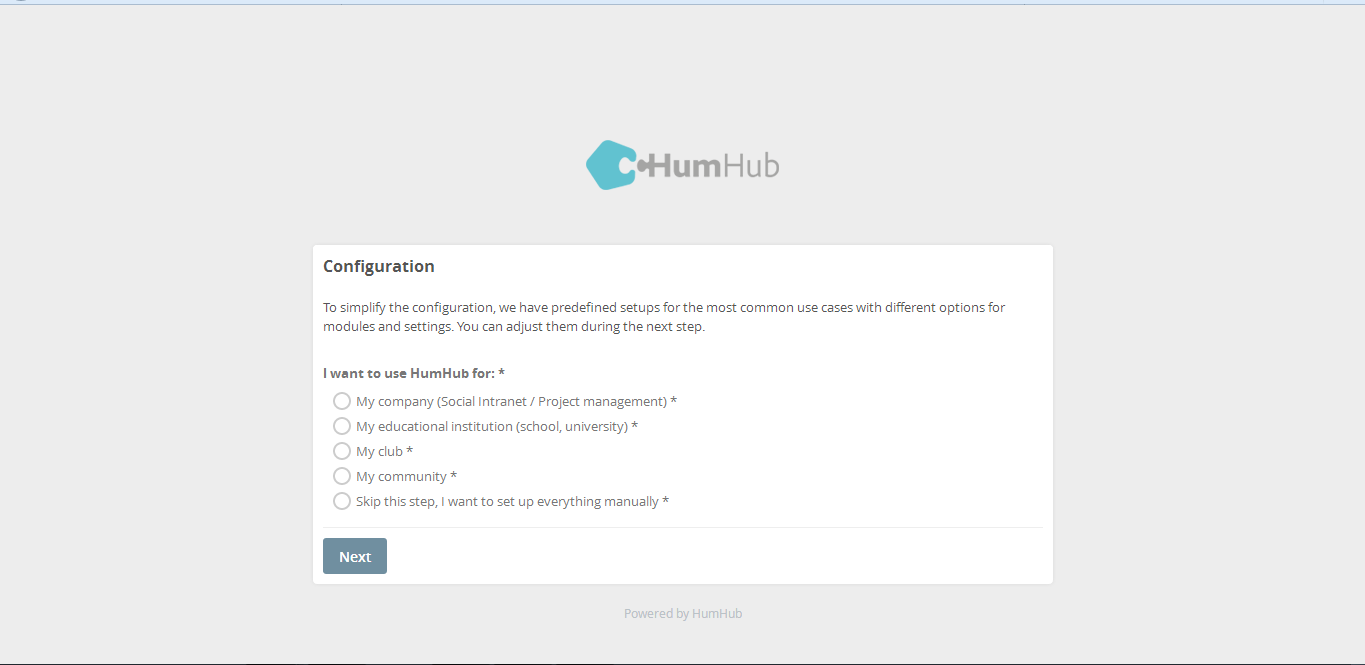 HumHub
Configuration
To simplify the configuration, we have predefined setups for the most common use cases with different options for
modules and settings. You can adjust them during the next step.
I want to use HumHub for: *
My company (Social Intranet / Project management) *
My educational institution (school, university) *
My club *
My community *
Skip this step, I want to set up everything manually *
Next
Powered by HumHub